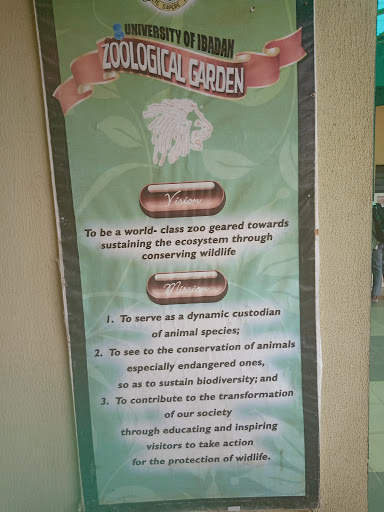 UNIVERSITY OF IBADAN
ZOOLOGICAL GARDEN
Vision
To be a world- class zoo geared towards
sustaining the ecosystem through
conserving wildlife
Mission
1. To serve as a dynamic custodian
of animal species;
2. To see to the conservation of animals
especially endangered ones,
so as to sustain biodiversity; and
3. To contribute to the transformation
of our society
through educating and inspiring
visitors to take action
for the protection of widlife.